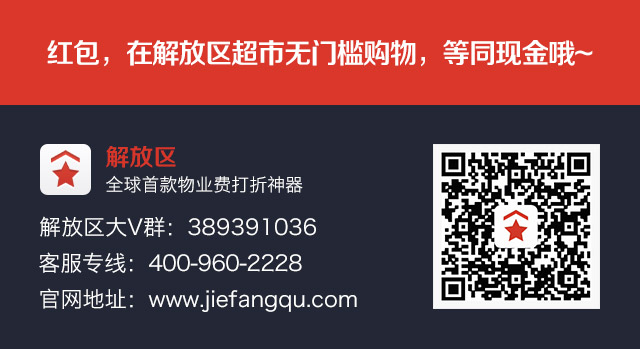 红包，在解放区超市无门槛购物，等同现金哦~
解放区
全球首款物业费打折神器
解放区大V群：389391036
客服专线：400-960-2228
官网地址：www.jiefangqu.com